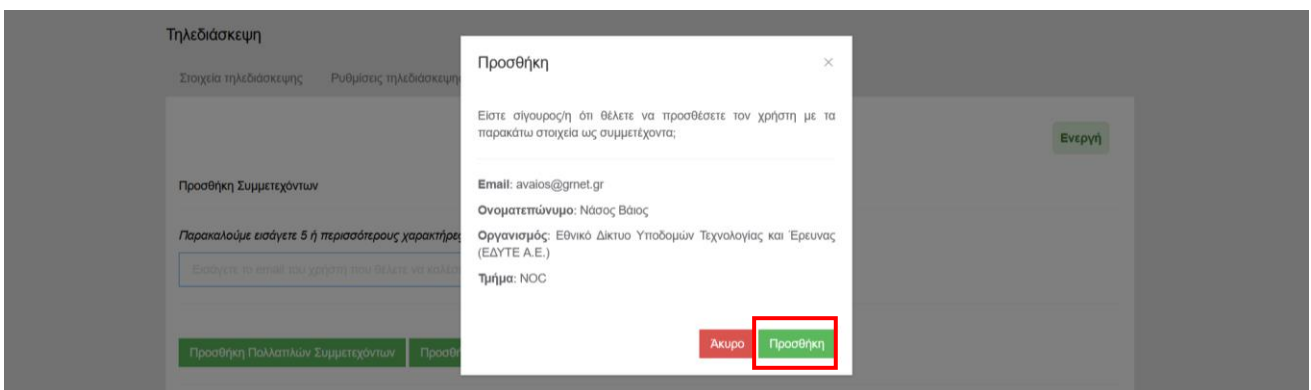 Τηλεδιάσκεψη
Στοιχεία τηλεδιάσκεψης Ρυθμίσεις τηλεδιάσκεψης
Ενεργή
Προσθήκη Συμμετεχόντων
Παρακαλούμε εισάγετε 5 ή περισσότερους χαρακτήρες
Εισάγετε το email του χρήστη που θέλετε να
Προσθήκη Πολλαπλών Συμμετεχόντων
Προσθήκη
×
Είστε σίγουρος/η ότι θέλετε να προσθέσετε τον χρήστη με τα
παρακάτω στοιχεία ως συμμετέχοντα;
Email: avaios@grnet.gr
Ονοματεπώνυμο: Νάσος Βάιος
Οργανισμός: Εθνικό Δίκτυο Υποδομών Τεχνολογίας και Έρευνας
(ΕΔΥΤΕ Α.Ε.)
Τμήμα: NOC
Άκυρο Προσθήκη